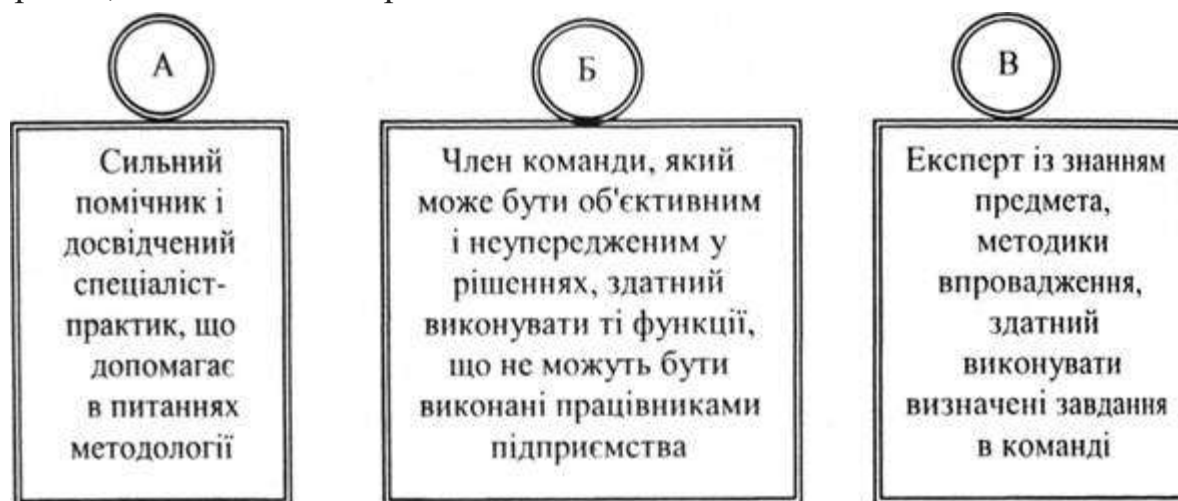 А
Сильний
помічник і
досвідчений
спеціаліст-
практик, що
допомагає
в питаннях
методології
Б
Член команди, який
може бути об'єктивним
і неупередженим у
рішеннях, здатний
виконувати ті функції,
що не можуть бути
виконані працівниками
підприємства
В
Експерт із знанням
предмета,
методики
впровадження,
здатний
виконувати
визначені завдання
в команді